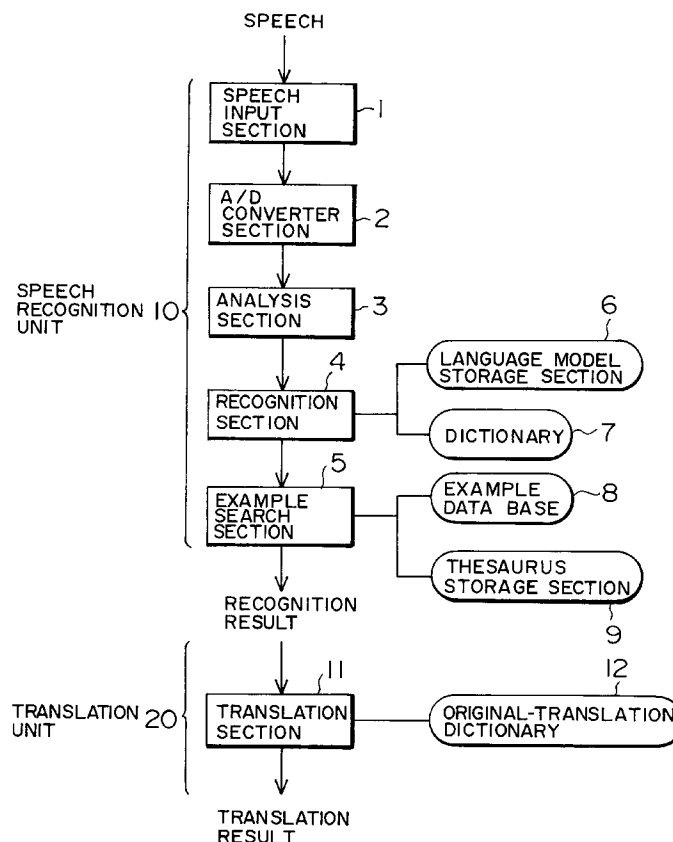 SPEECH
SPEECH
INPUT
SECTION
1
A/D
CONVERTER
SECTION
2
SPEECH
RECOGNITION 10
UNIT
ANALYSIS
SECTION
3
4
RECOGNITION
SECTION
6
LANGUAGE MODEL
STORAGE SECTION
DICTIONARY
7
5
EXAMPLE
SEARCH
SECTION
EXAMPLE
DATA BASE
8
THESAURUS
STORAGE SECTION
9
RECOGNITION
RESULT
TRANSLATION 20
UNIT
11
TRANSLATION
SECTION
12
ORIGINAL-TRANSLATION
DICTIONARY
TRANSLATION
RESULT